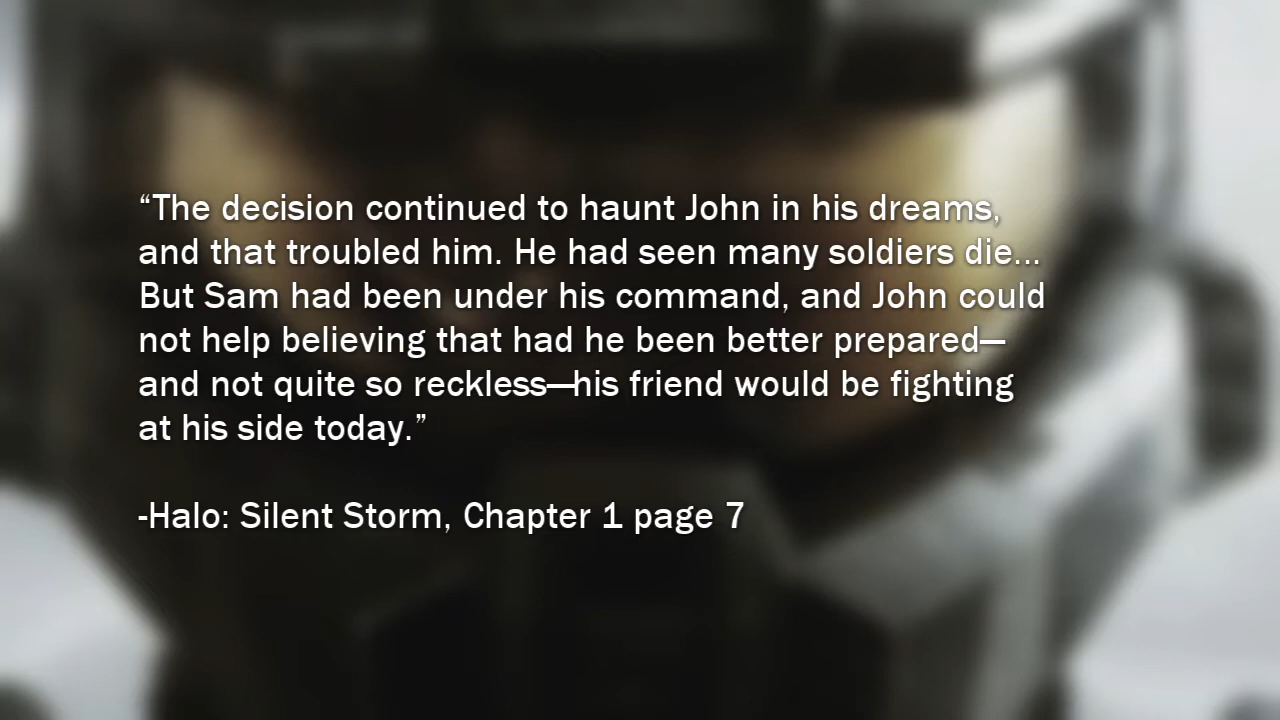 “The decision continued to haunt John in his dreams,
and that troubled him. He had seen many soldiers die...
But Sam had been under his command, and John could
not help believing that had he been better prepared—
and not quite so reckless—his friend would be fighting
at his side today.”
-Halo: Silent Storm, Chapter 1 page 7